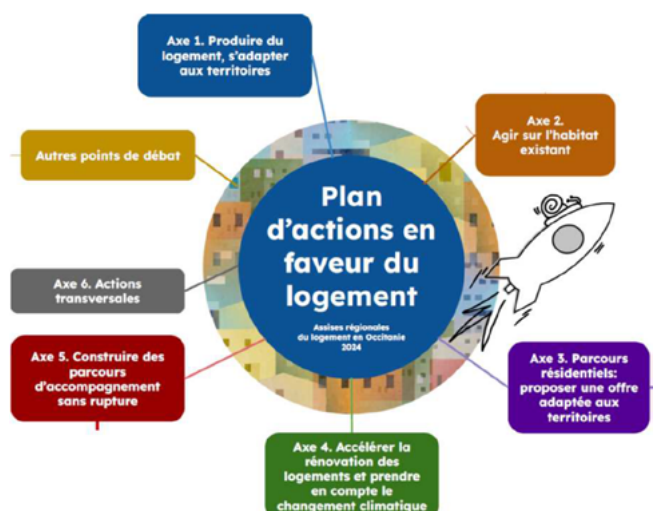 Axe 1. Produire du
logement, s'adapter
aux territoires
Axe 2.
Agir sur l'habitat
existant
Autres points de débat
Plan
d'actions en
faveur du
logement
Assises régionales
du logement en Occitanie
2024
Axe 6. Actions
transversales
Axe 5. Construire des
parcours
d'accompagnement
sans rupture
Axe 3. Parcours
résidentiels:
proposer une offre
adaptée aux
territoires
Axe 4. Accélérer la
rénovation des
logements et prendre
en compte le
changement climatique